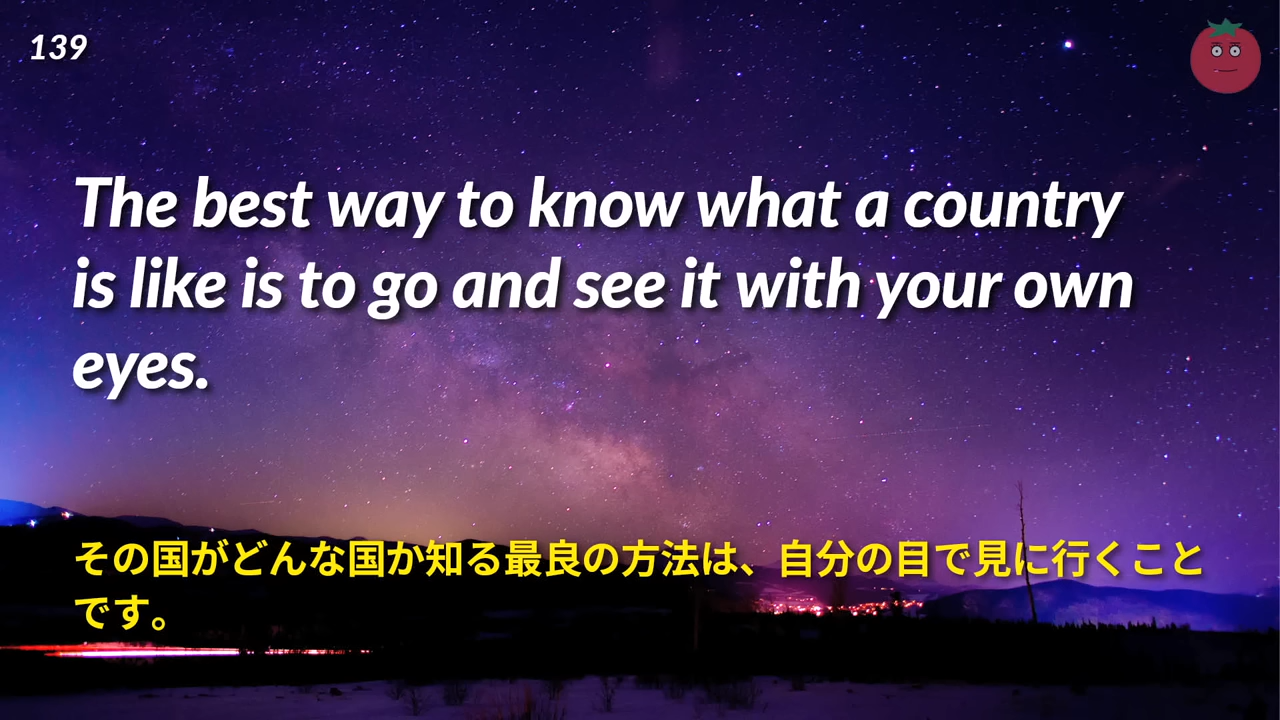 139
The best way to know what a country
is like is to go and see it with your own
eyes.
その国がどんな国か知る最良の方法は、自分の目で見に行くこと
です。